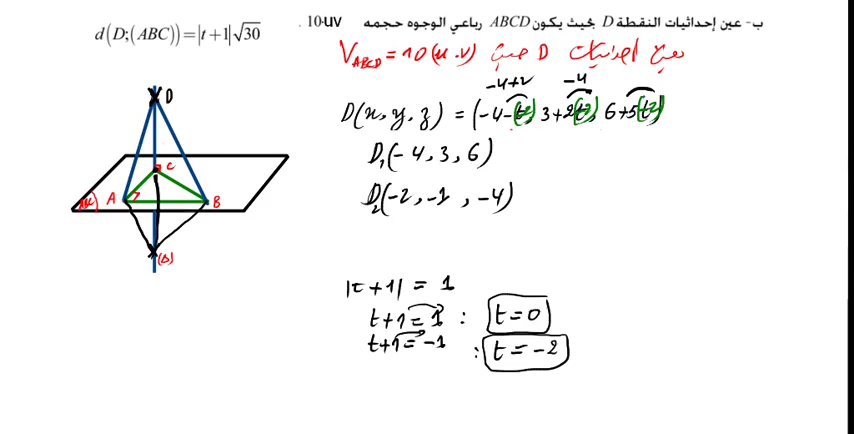 ب- عين إحداثيات النقطة D بحيث يكون ABCD رباعي الوجوه حجمه 10uv .
d(D;(ABC))=|t+1|√30
V_ABCD = 10 (u.v) حيث D إحداثيات
-4+2 -4
D(x, y, z) = (-4-t, 3+2t, 6+5t)
D₁(-4, 3, 6)
D₂(-2, -1, -4)
D
C
A
B
(Δ)
|t+1| = 1
t+1 = 1 : t=0
t+1 = -1 : t = -2